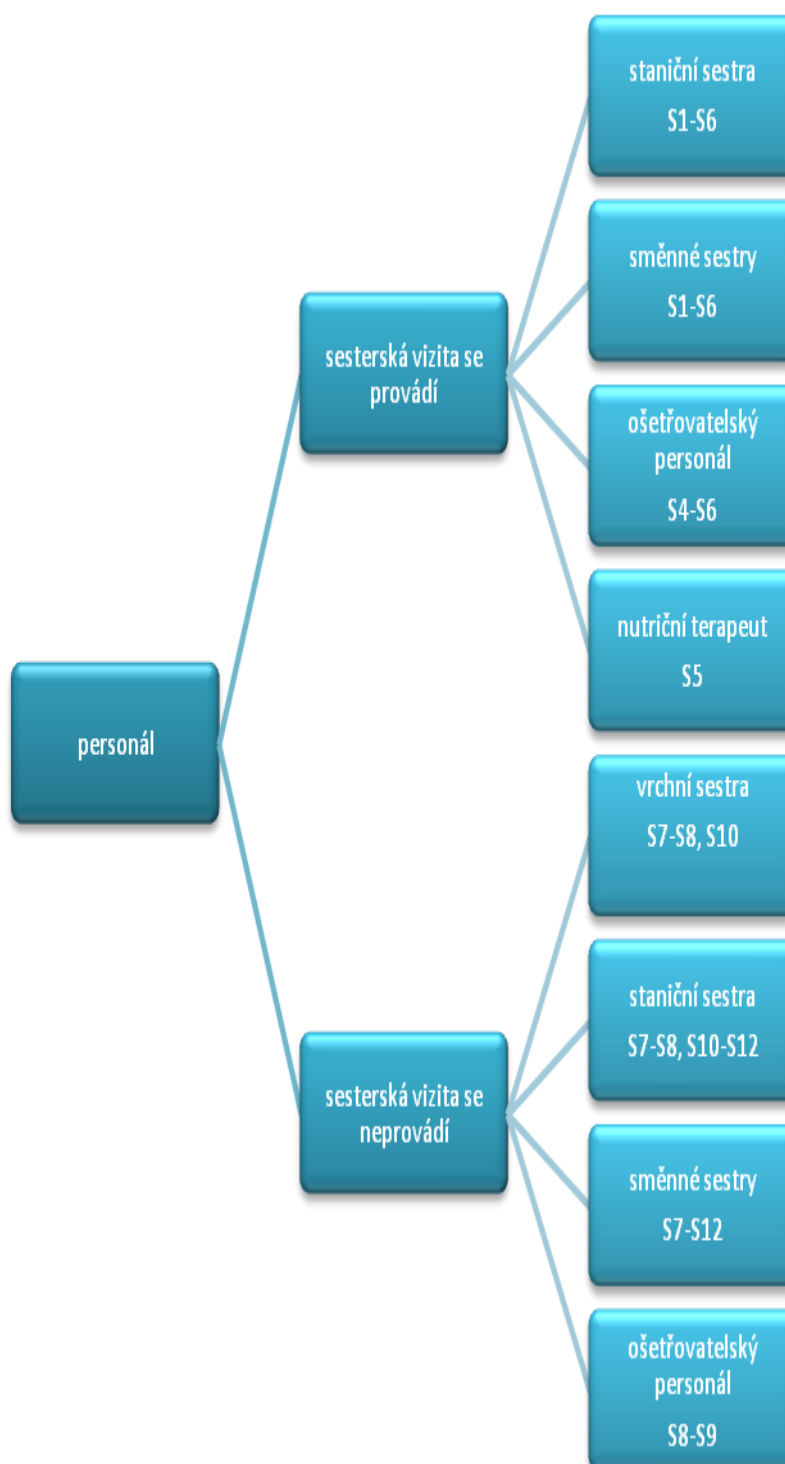 personál
sesterská vizita se
provádí
staniční sestra
S1-S6
směnné sestry
S1-S6
ošetřovatelský
personál
S4-S6
nutriční terapeut
S5
sesterská vizita se
neprovádí
vrchní sestra
S7-S8, S10
staniční sestra
S7-S8, S10-S12
směnné sestry
S7-S12
ošetřovatelský
personál
S8-S9